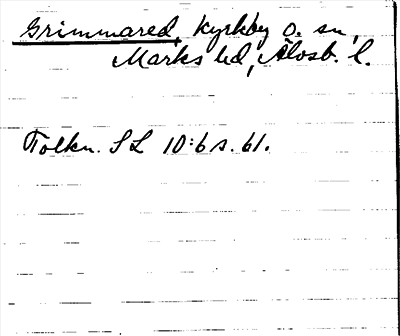 Grimmared, kyrkby o. sn,
Marks hd, Älvsb. l.
Tolkn. SL 10:6 s. 61.